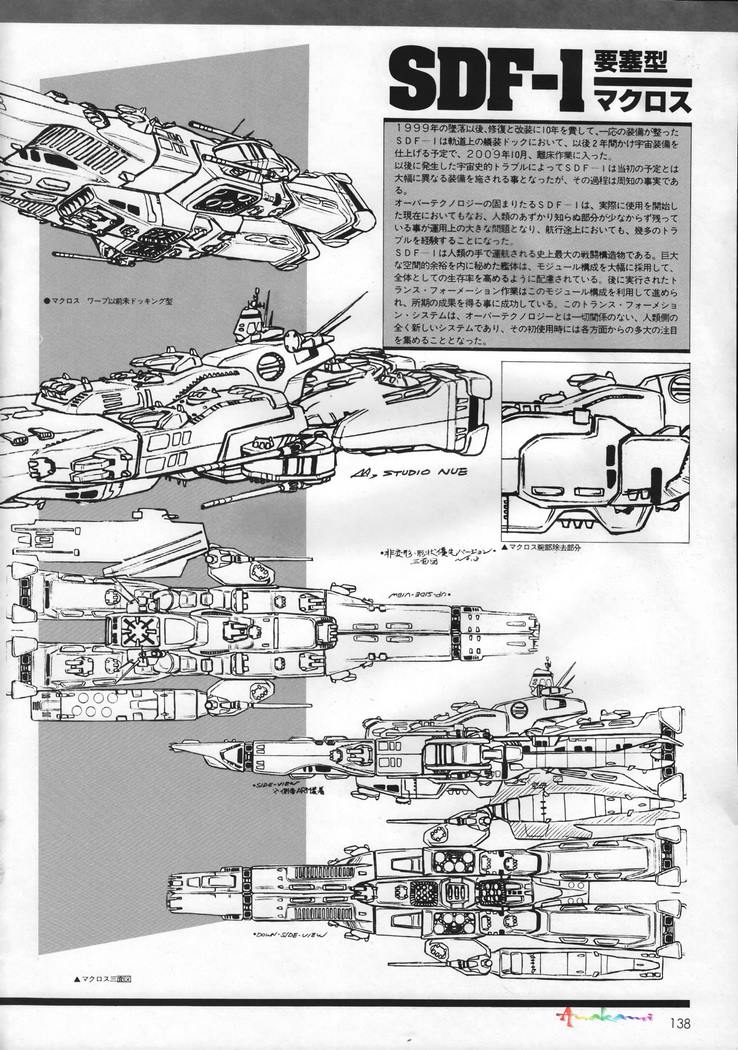 SDF-1
要塞型
マクロス
1999年の墜落以後、修復と改装に10年を費して、一応の装備が整った
SDF－1は軌道上の艤装ドックにおいて、以後2年間かけ宇宙装備を
仕上げる予定で、2009年10月、離床作業に入った。
以後に発生した宇宙史的トラブルによってSDF－1は当初の予定とは
大幅に異なる装備を施される事となったが、その過程は周知の事実であ
る。
オーバーテクノロジーの固まりたるSDF－1は、実際に使用を開始し
た現在においてもなお、人類のあずかり知らぬ部分が少なからず残って
いる事が運用上の大きな問題となり、航行途上においても、幾多のトラ
ブルを経験することになった。
SDF－1は人類の手で運航される史上最大の戦闘構造物である。巨大
な空間的余裕を内に秘めた艦体は、モジュール構成を大幅に採用して、
全体としての生存率を高めるように配慮されている。後に実行されたト
ランス・フォーメーション作業はこのモジュール構成を利用して進めら
れ、所期の成果を得る事に成功している。このトランス・フォーメショ
ン・システムは、オーバーテクノロジーとは一切関係のない、人類側の
全く新しいシステムであり、その初使用時には各方面からの多大の注目
を集めることとなった。
●マクロス　ワープ以前未ドッキング型
STUDIO NUE
▲マクロス腕部除去部分
•非変形・形状優先バージョン•
三面図
•UP-SIDE-VIEW
•SIDE-VIEW
•DOWN-SIDE-VIEW
▲マクロス三面図
Anakami
138